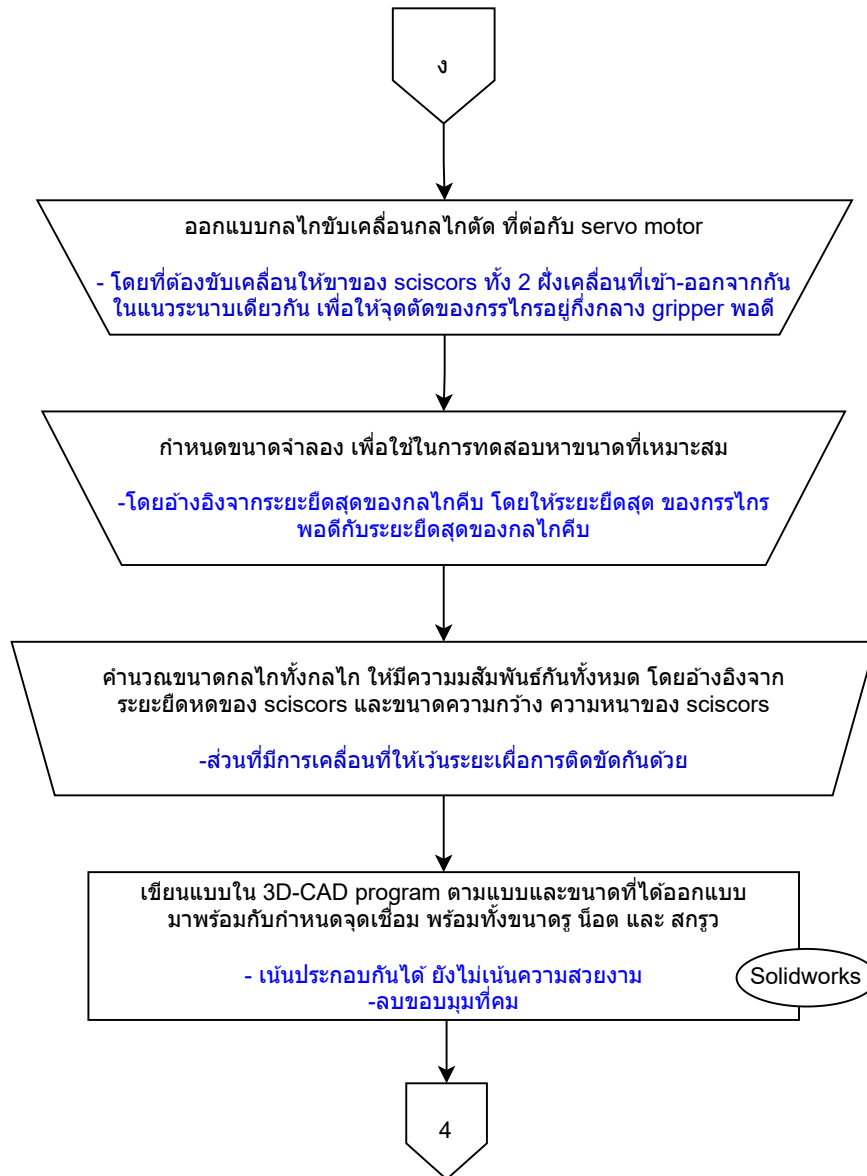 ง
ออกแบบกลไกขับเคลื่อนกลไกตัด ที่ต่อกับ servo motor
- โดยที่ต้องขับเคลื่อนให้ขาของ sciscors ทั้ง 2 ฝั่งเคลื่อนที่เข้า-ออกจากกัน
ในแนวระนาบเดียวกัน เพื่อให้จุดตัดของกรรไกรอยู่กึ่งกลาง gripper พอดี
กำหนดขนาดจำลอง เพื่อใช้ในการทดสอบหาขนาดที่เหมาะสม
-โดยอ้างอิงจากระยะยืดสุดของกลไกคีบ โดยให้ระยะยืดสุด ของกรรไกร
พอดีกับระยะยืดสุดของกลไกคีบ
คำนวณขนาดกลไกทั้งกลไก ให้มีความมสัมพันธ์กันทั้งหมด โดยอ้างอิงจาก
ระยะยืดหดของ sciscors และขนาดความกว้าง ความหนาของ sciscors
-ส่วนที่มีการเคลื่อนที่ให้เว้นระยะเผื่อการติดขัดกันด้วย
เขียนแบบใน 3D-CAD program ตามแบบและขนาดที่ได้ออกแบบ
มาพร้อมกับกำหนดจุดเชื่อม พร้อมทั้งขนาดรู น็อต และ สกรูว
- เน้นประกอบกันได้ ยังไม่เน้นความสวยงาม
-ลบขอบมุมที่คม
Solidworks
4